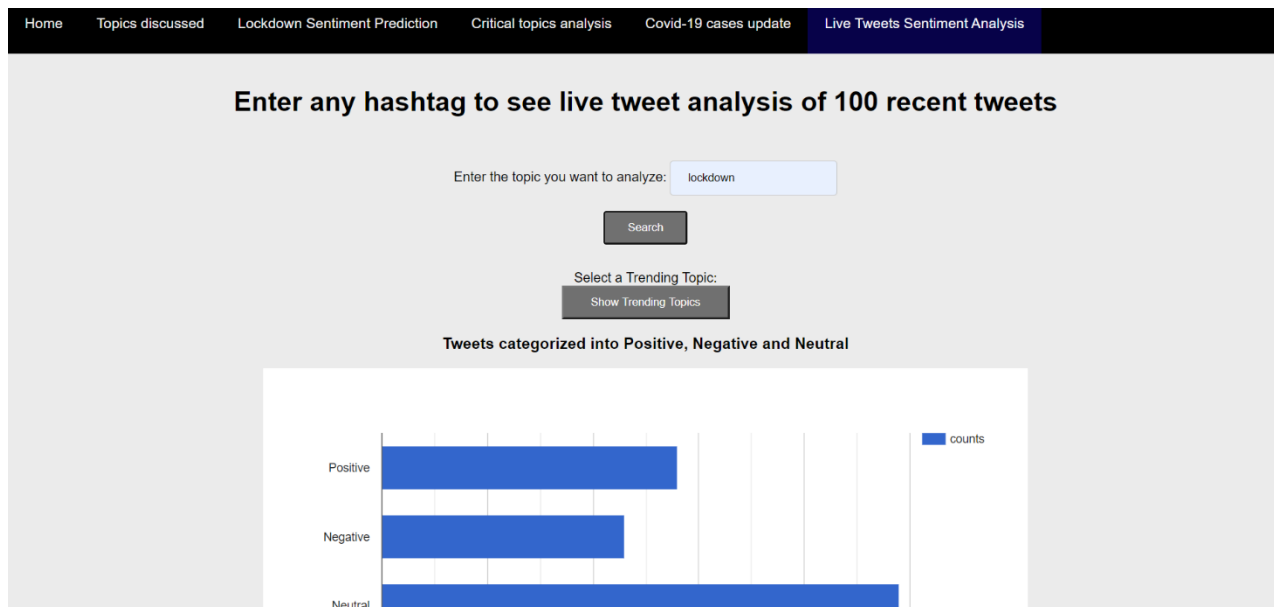 Home Topics discussed Lockdown Sentiment Prediction Critical topics analysis Covid-19 cases update Live Tweets Sentiment Analysis
Enter any hashtag to see live tweet analysis of 100 recent tweets
Enter the topic you want to analyze: lockdown
Search
Select a Trending Topic:
Show Trending Topics
Tweets categorized into Positive, Negative and Neutral
counts
Positive
Negative
Neutral